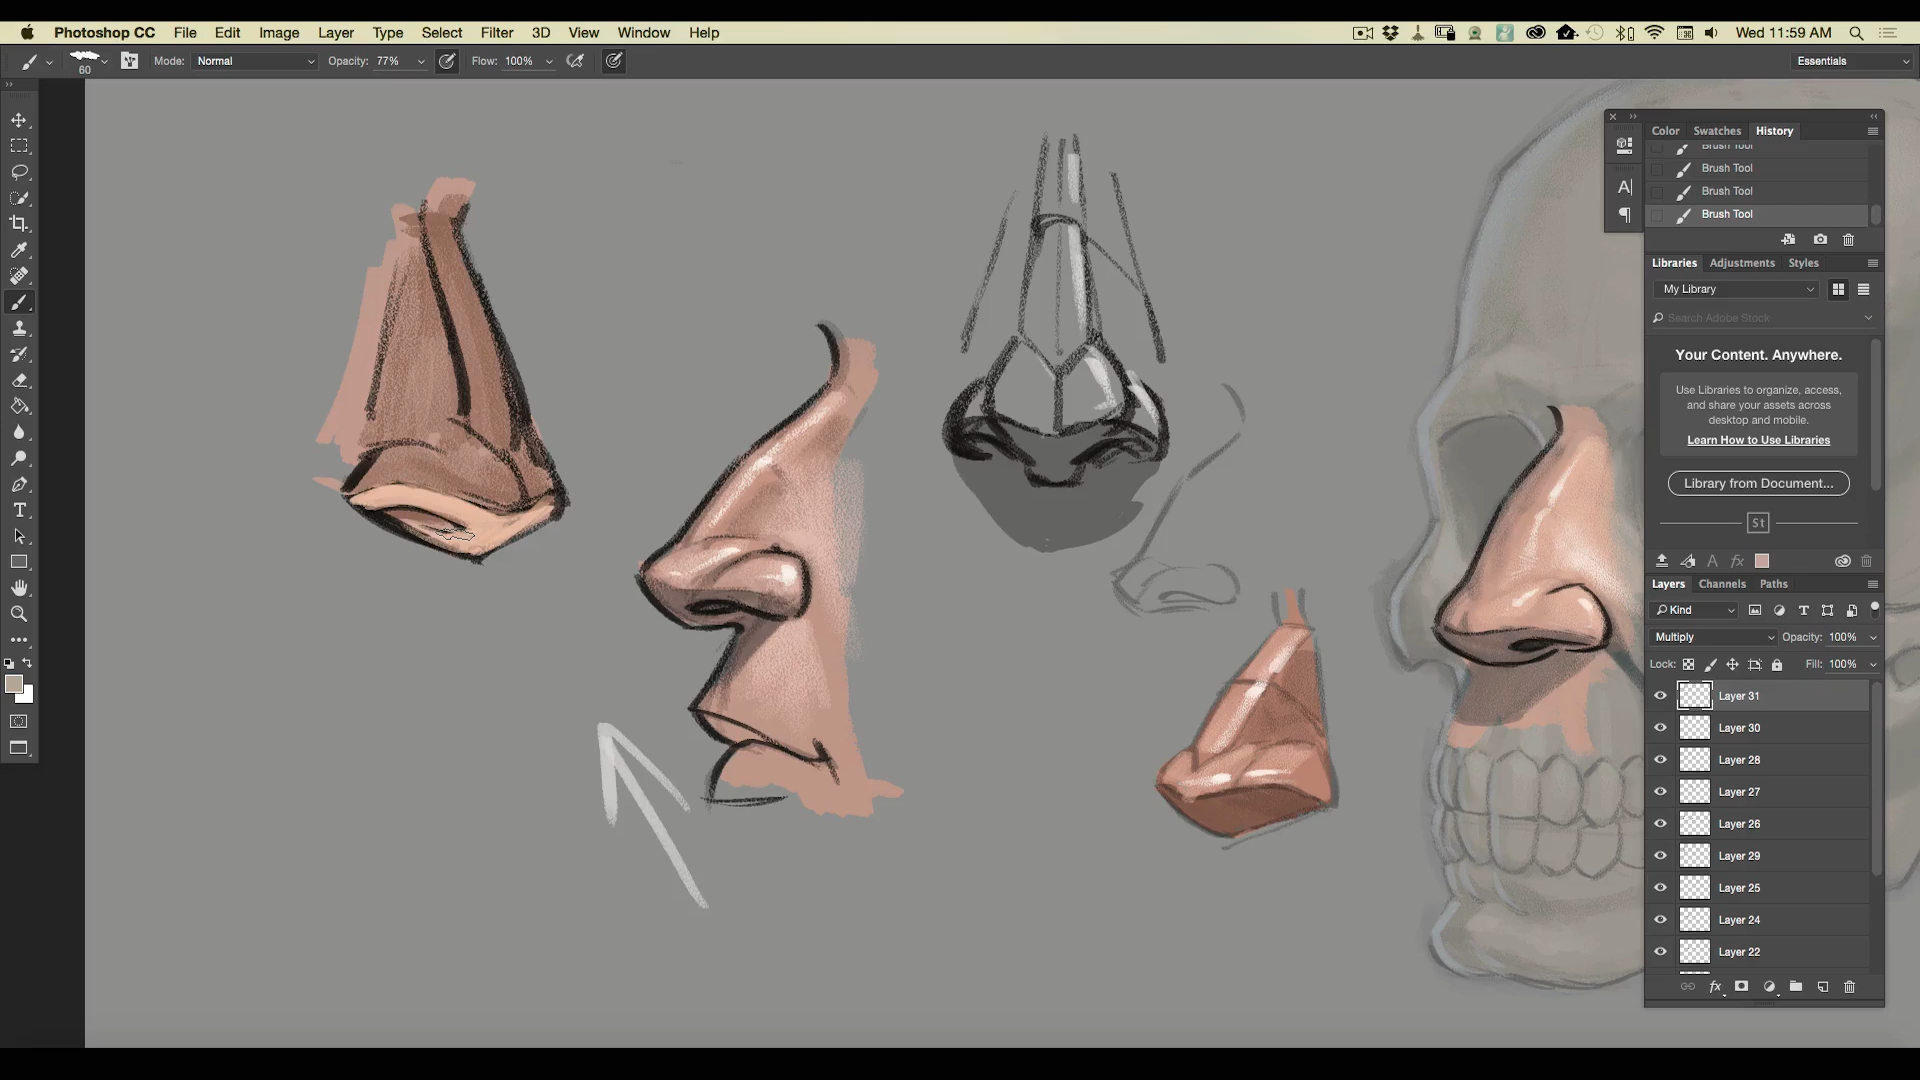 Photoshop CC File Edit Image Layer Type Select Filter 3D View Window Help Wed 11:59 AM
60 Mode: Normal Opacity: 77% Flow: 100% Essentials
Color Swatches History
Brush Tool
Brush Tool
Brush Tool
Brush Tool
Libraries Adjustments Styles
My Library
Search Adobe Stock
Your Content. Anywhere.
Use Libraries to organize, access,
and share your assets across
desktop and mobile.
Learn How to Use Libraries
Library from Document...
St
Layers Channels Paths
Kind
Multiply Opacity: 100%
Lock: Fill: 100%
Layer 31
Layer 30
Layer 28
Layer 27
Layer 26
Layer 29
Layer 25
Layer 24
Layer 22